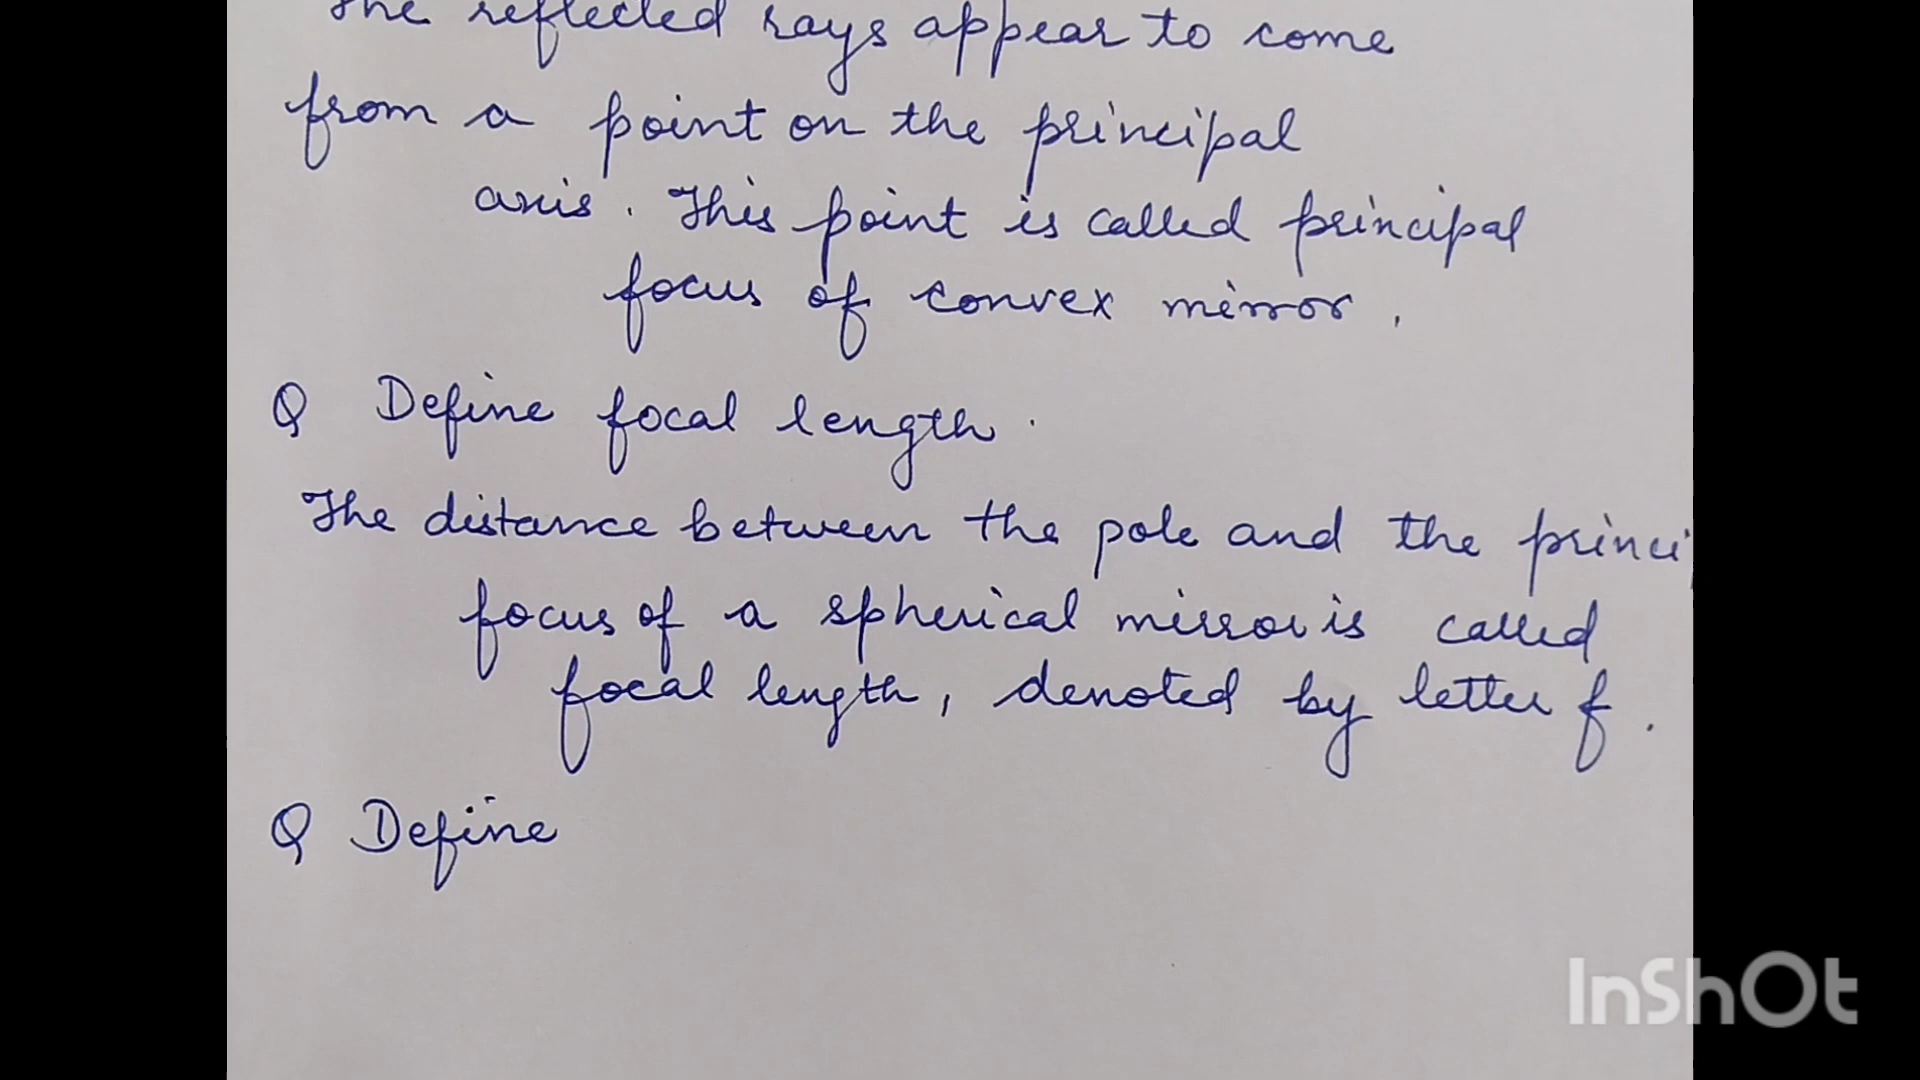 The reflected rays appear to come
from a point on the principal
axis. This point is called principal
focus of convex mirror.
Q Define focal length.
The distance between the pole and the princi
focus of a spherical mirror is called
focal length, denoted by letter f.
Q Define
InShOt